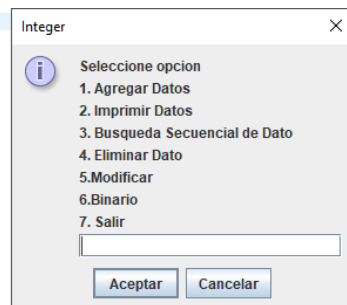 Integer
Seleccione opcion
1. Agregar Datos
2. Imprimir Datos
3. Busqueda Secuencial de Dato
4. Eliminar Dato
5.Modificar
6.Binario
7. Salir
Aceptar Cancelar